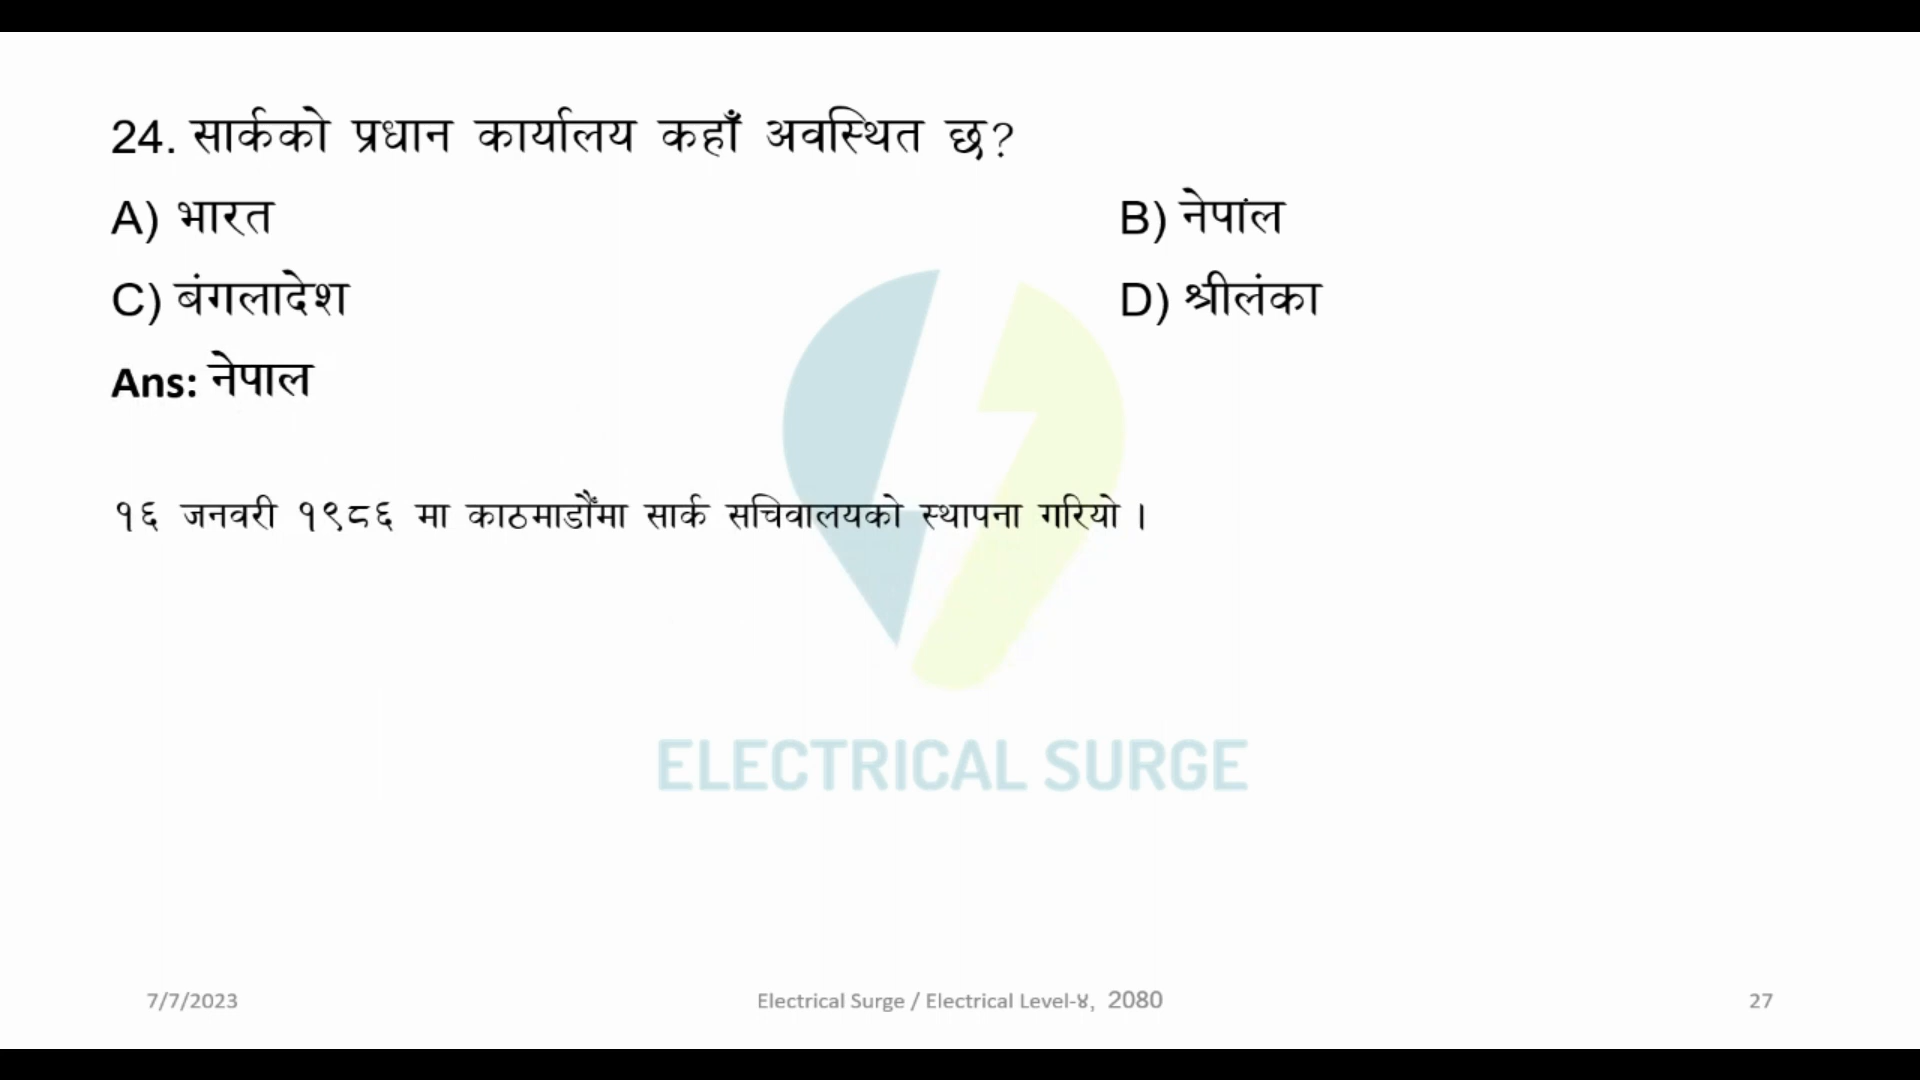 24. सार्कको प्रधान कार्यालय कहाँ अवस्थित छ?
A) भारत
B) नेपाल
C) बंगलादेश
D) श्रीलंका
Ans: नेपाल
१६ जनवरी १९८६ मा काठमाडौँमा सार्क सचिवालयको स्थापना गरियो ।
ELECTRICAL SURGE
7/7/2023
Electrical Surge / Electrical Level-४, 2080
27